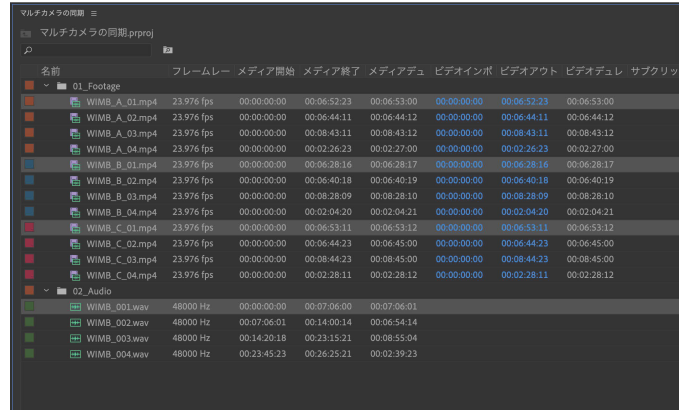 マルチカメラの同期
マルチカメラの同期.prproj
名前 フレームレー メディア開始 メディア終了 メディアデュ ビデオインポ ビデオアウト ビデオデュレ サブクリッ
01_Footage
WIMB_A_01.mp4 23.976 fps 00:00:00:00 00:06:52:23 00:06:53:00 00:00:00:00 00:06:52:23 00:06:53:00
WIMB_A_02.mp4 23.976 fps 00:00:00:00 00:06:44:11 00:06:44:12 00:00:00:00 00:06:44:11 00:06:44:12
WIMB_A_03.mp4 23.976 fps 00:00:00:00 00:08:43:11 00:08:43:12 00:00:00:00 00:08:43:11 00:08:43:12
WIMB_A_04.mp4 23.976 fps 00:00:00:00 00:02:26:23 00:02:27:00 00:00:00:00 00:02:26:23 00:02:27:00
WIMB_B_01.mp4 23.976 fps 00:00:00:00 00:06:28:16 00:06:28:17 00:00:00:00 00:06:28:16 00:06:28:17
WIMB_B_02.mp4 23.976 fps 00:00:00:00 00:06:40:18 00:06:40:19 00:00:00:00 00:06:40:18 00:06:40:19
WIMB_B_03.mp4 23.976 fps 00:00:00:00 00:08:28:09 00:08:28:10 00:00:00:00 00:08:28:09 00:08:28:10
WIMB_B_04.mp4 23.976 fps 00:00:00:00 00:02:04:20 00:02:04:21 00:00:00:00 00:02:04:20 00:02:04:21
WIMB_C_01.mp4 23.976 fps 00:00:00:00 00:06:53:11 00:06:53:12 00:00:00:00 00:06:53:11 00:06:53:12
WIMB_C_02.mp4 23.976 fps 00:00:00:00 00:06:44:23 00:06:45:00 00:00:00:00 00:06:44:23 00:06:45:00
WIMB_C_03.mp4 23.976 fps 00:00:00:00 00:08:44:23 00:08:45:00 00:00:00:00 00:08:44:23 00:08:45:00
WIMB_C_04.mp4 23.976 fps 00:00:00:00 00:02:28:11 00:02:28:12 00:00:00:00 00:02:28:11 00:02:28:12
02_Audio
WIMB_001.wav 48000 Hz 00:00:00:00 00:07:06:00 00:07:06:01
WIMB_002.wav 48000 Hz 00:07:06:01 00:14:00:14 00:06:54:14
WIMB_003.wav 48000 Hz 00:14:20:18 00:23:15:21 00:08:55:04
WIMB_004.wav 48000 Hz 00:23:45:23 00:26:25:21 00:02:39:23